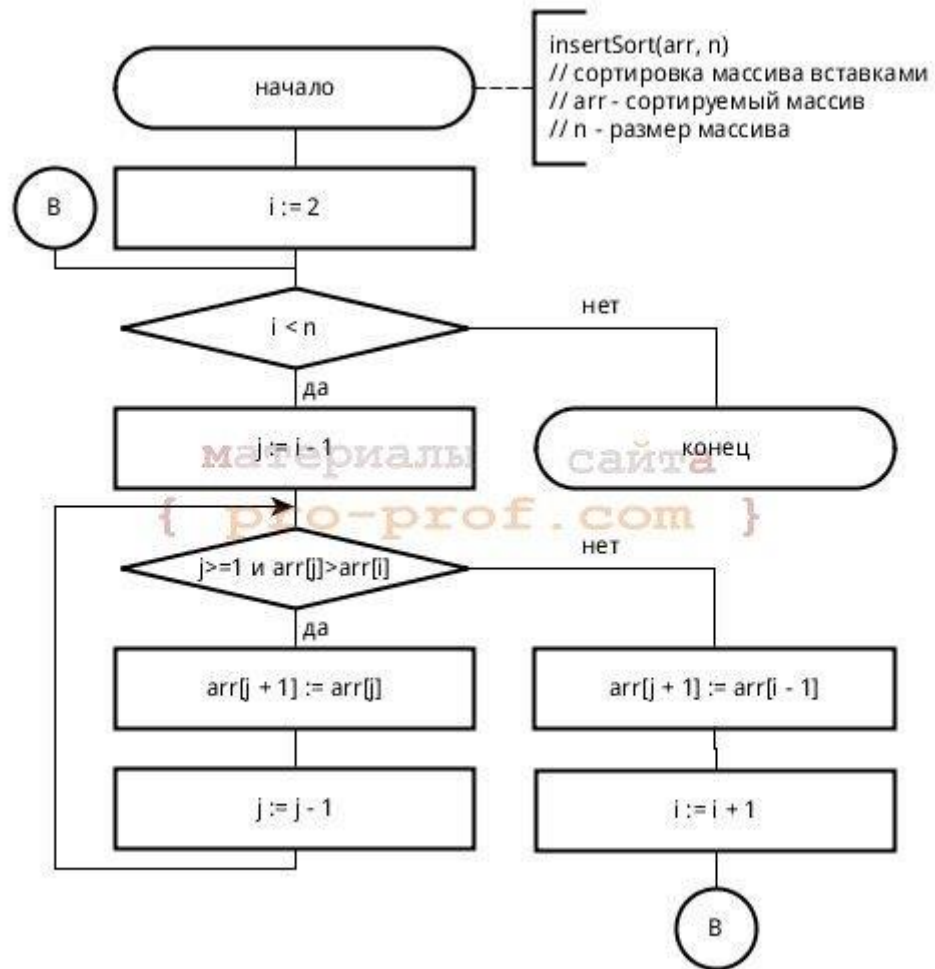 начало
insertSort(arr, n)
// сортировка массива вставками
// arr - сортируемый массив
// n - размер массива
B
i := 2
i < n
нет
да
j := i - 1
конец
материалы сайта
{ pro-prof.com }
j>=1 и arr[j]>arr[i]
нет
да
arr[j + 1] := arr[j]
arr[j + 1] := arr[i - 1]
j := j - 1
i := i + 1
B